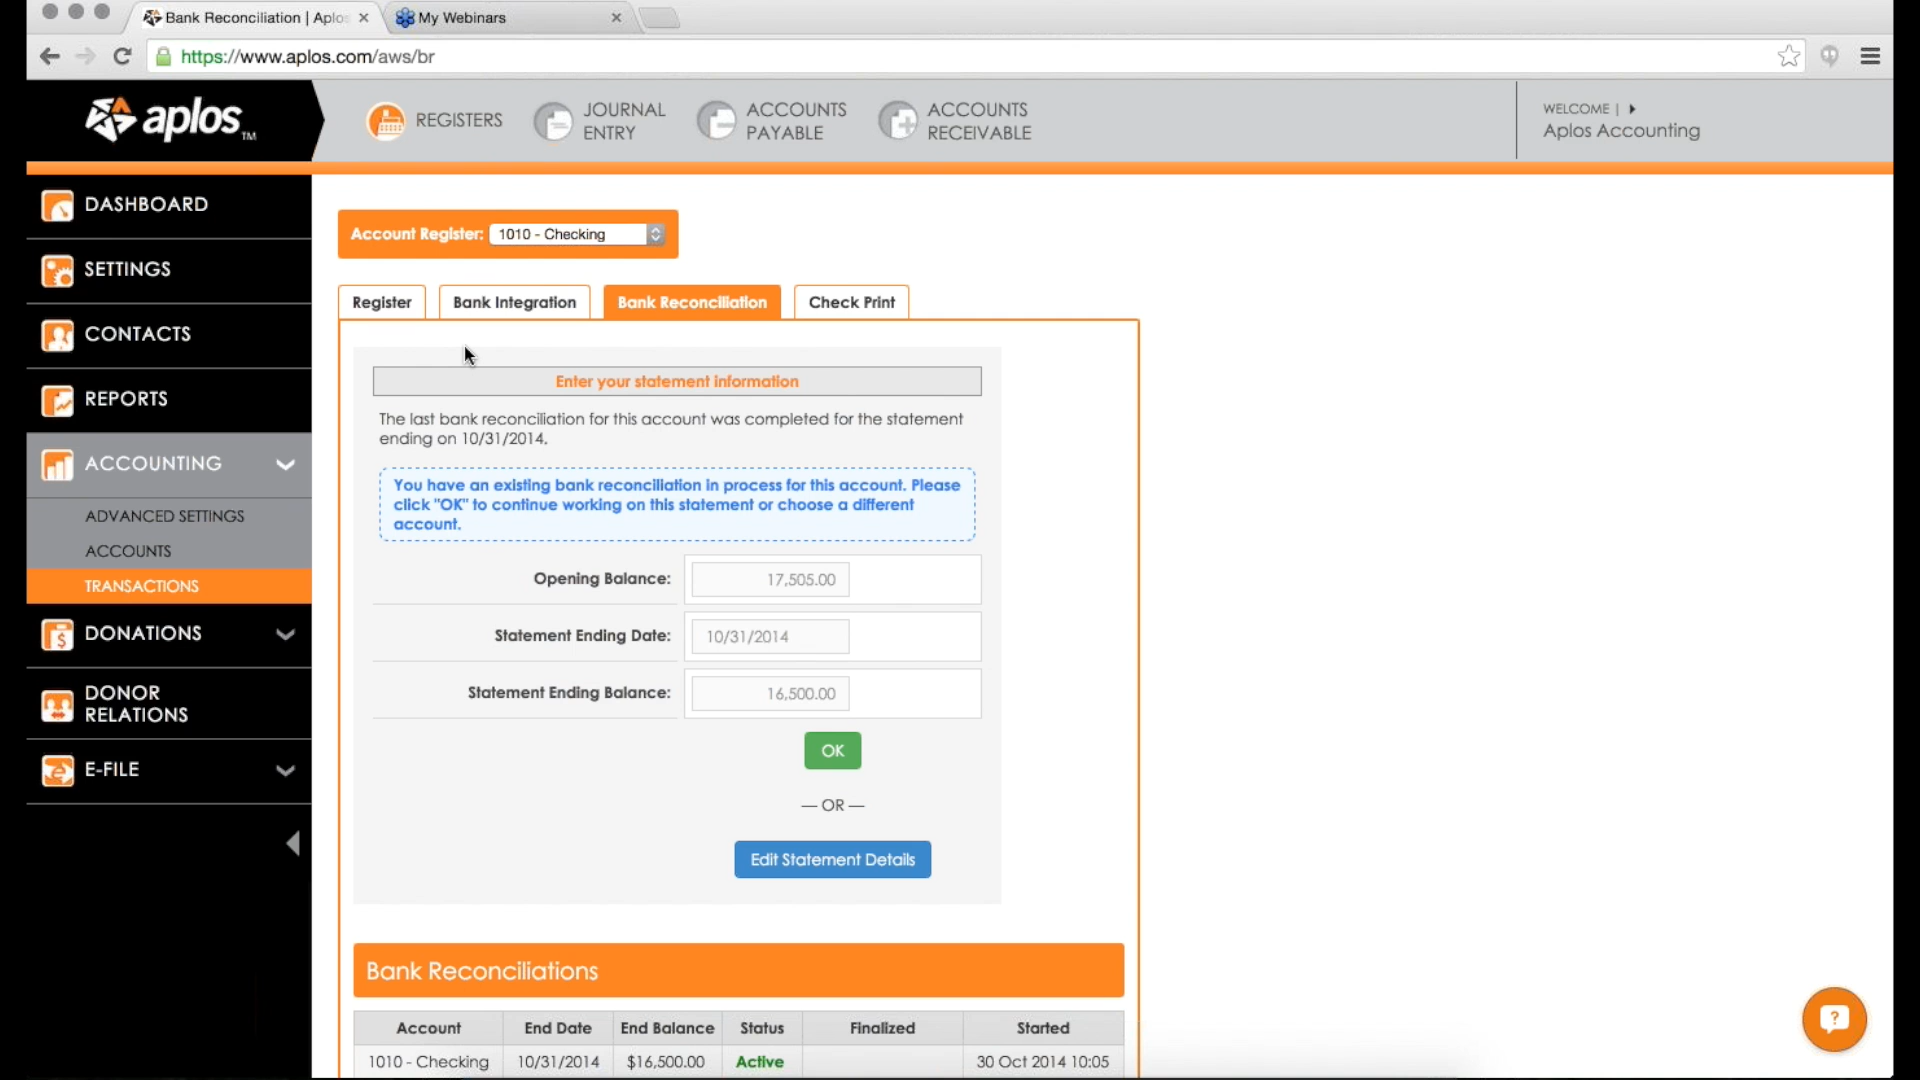 Bank Reconciliation | Aplos
My Webinars
https://www.aplos.com/aws/br
aplos TM
REGISTERS
JOURNAL
ENTRY
ACCOUNTS
PAYABLE
ACCOUNTS
RECEIVABLE
WELCOME |
Aplos Accounting
DASHBOARD
SETTINGS
CONTACTS
REPORTS
ACCOUNTING
ADVANCED SETTINGS
ACCOUNTS
TRANSACTIONS
DONATIONS
DONOR
RELATIONS
E-FILE
Account Register: 1010 - Checking
Register
Bank Integration
Bank Reconciliation
Check Print
Enter your statement information
The last bank reconciliation for this account was completed for the statement
ending on 10/31/2014.
You have an existing bank reconciliation in process for this account. Please
click "OK" to continue working on this statement or choose a different
account.
Opening Balance: 17,505.00
Statement Ending Date: 10/31/2014
Statement Ending Balance: 16,500.00
OK
— OR —
Edit Statement Details
Bank Reconciliations
Account End Date End Balance Status Finalized Started
1010 - Checking 10/31/2014 $16,500.00 Active 30 Oct 2014 10:05